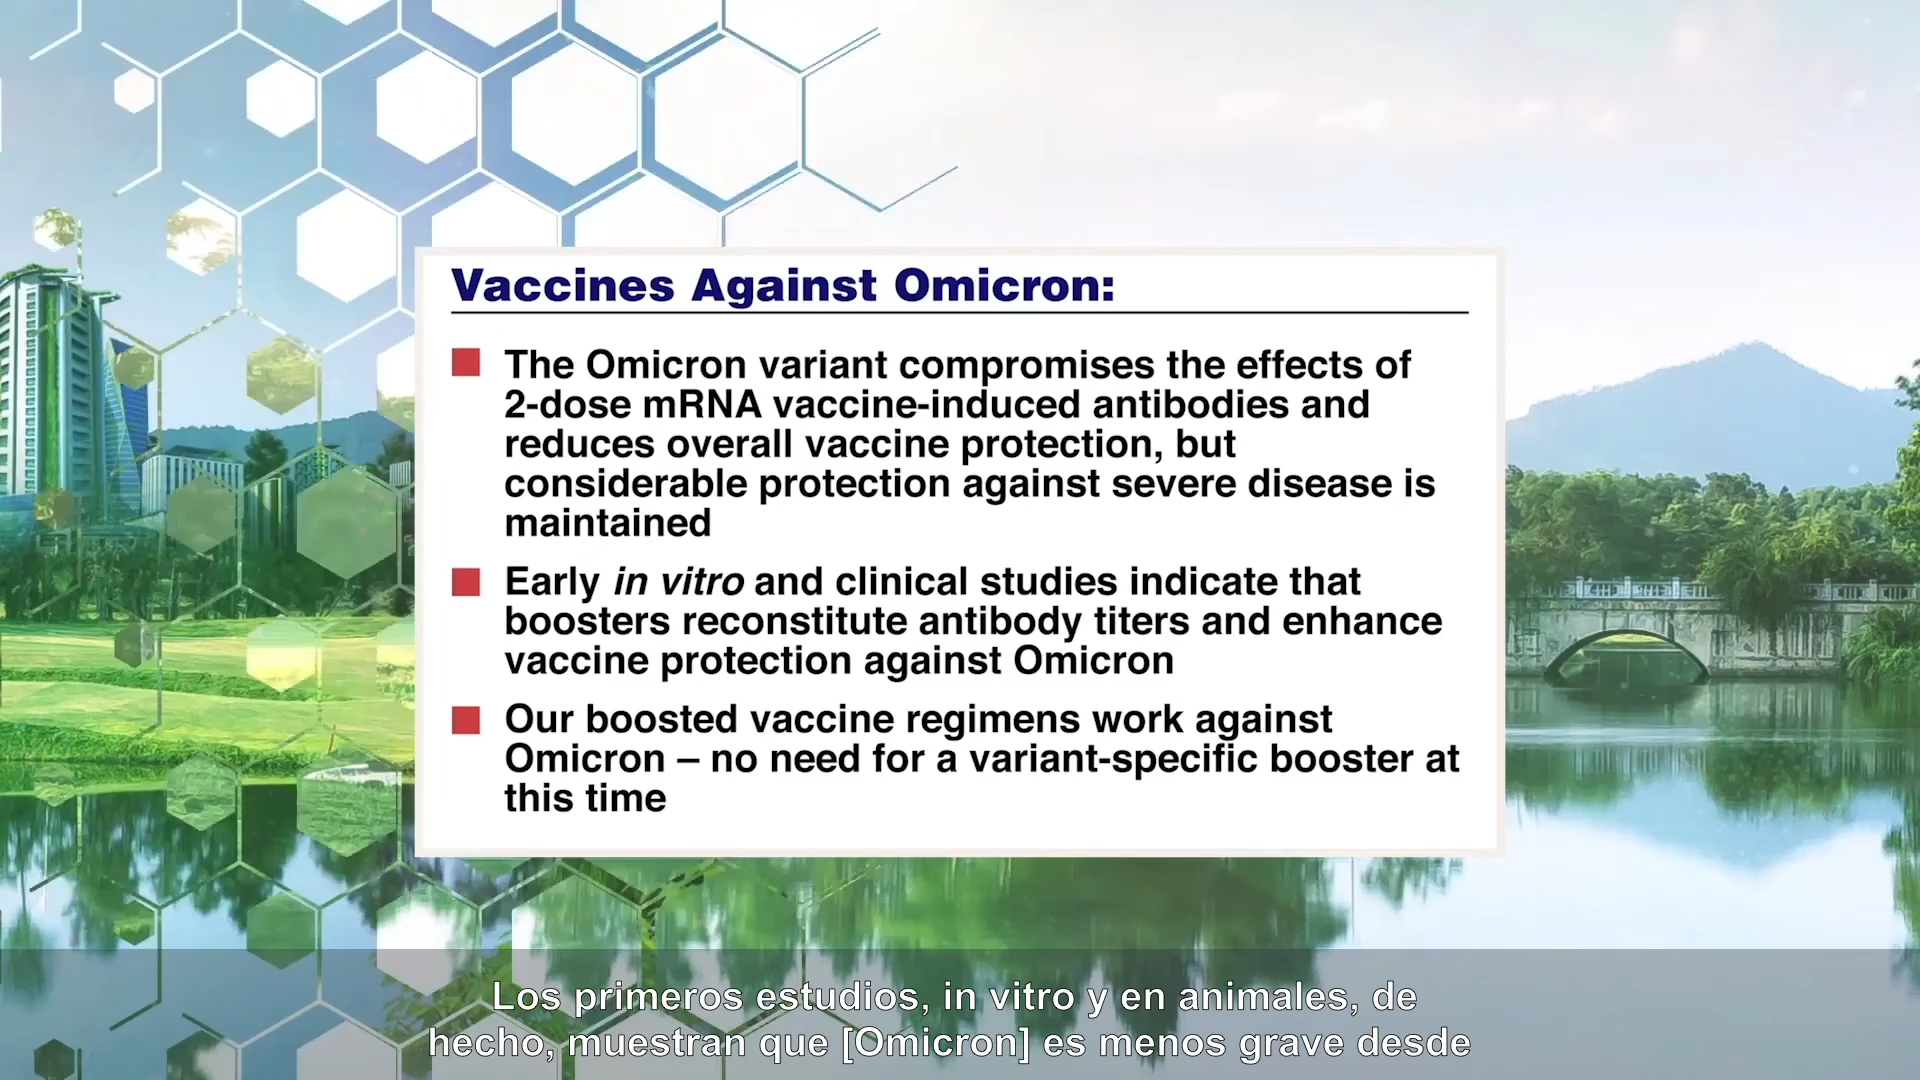 Vaccines Against Omicron:
The Omicron variant compromises the effects of
2-dose mRNA vaccine-induced antibodies and
reduces overall vaccine protection, but
considerable protection against severe disease is
maintained
Early in vitro and clinical studies indicate that
boosters reconstitute antibody titers and enhance
vaccine protection against Omicron
Our boosted vaccine regimens work against
Omicron – no need for a variant-specific booster at
this time
Los primeros estudios, in vitro y en animales, de
hecho, muestran que [Omicron] es menos grave desde